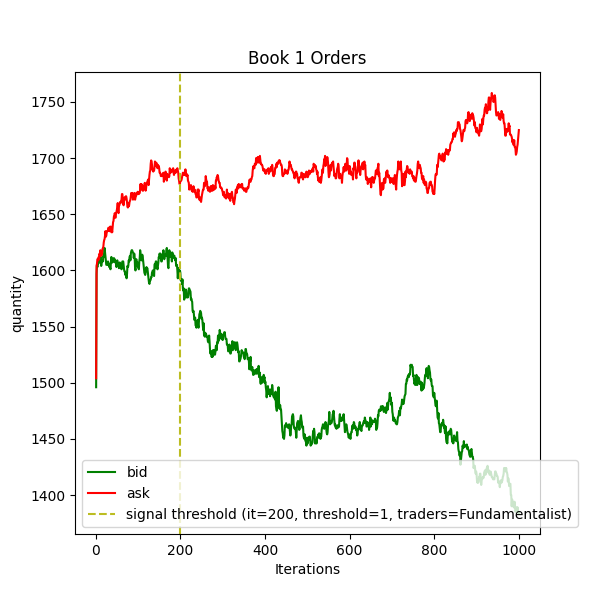 Book 1 Orders
quantity
1750
1700
1650
1600
1550
1500
1450
1400
bid
ask
signal threshold (it=200, threshold=1, traders=Fundamentalist)
0 200 400 600 800 1000
Iterations